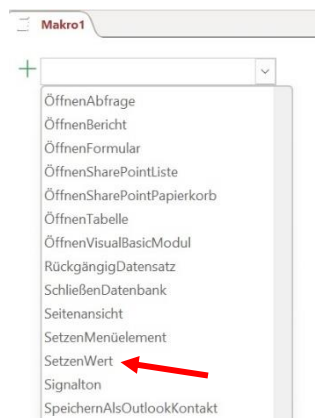 Makro1
ÖffnenAbfrage
ÖffnenBericht
ÖffnenFormular
ÖffnenSharePointListe
ÖffnenSharePointPapierkorb
ÖffnenTabelle
ÖffnenVisualBasicModul
RückgängigDatensatz
SchließenDatenbank
Seitenansicht
SetzenMenüelement
SetzenWert
Signalton
SpeichernAlsOutlookKontakt